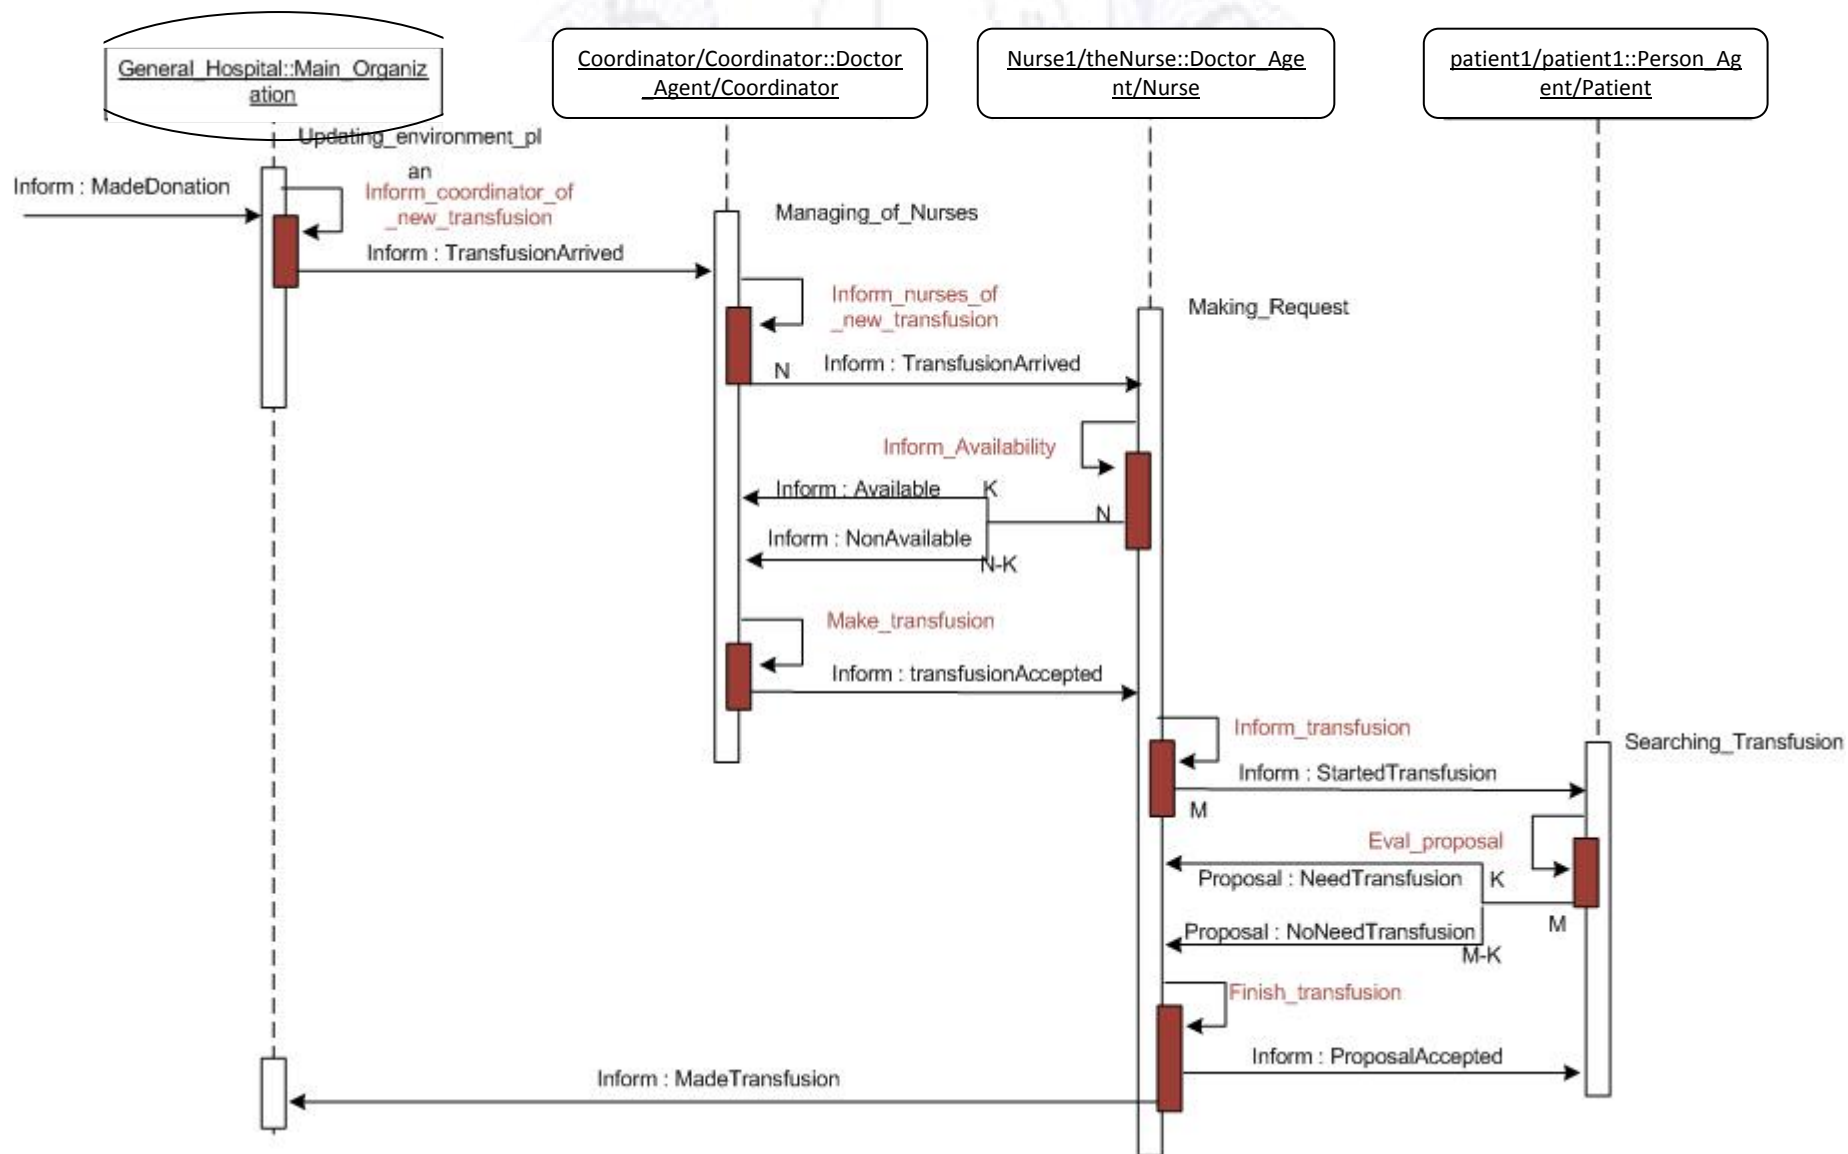 General_Hospital::Main_Organiz
ation
Coordinator/Coordinator::Doctor
_Agent/Coordinator
Nurse1/theNurse::Doctor_Age
nt/Nurse
patient1/patient1::Person_Ag
ent/Patient
Updating_environment_pl
an
Inform : MadeDonation
Inform_coordinator_of
_new_transfusion
Inform : TransfusionArrived
Managing_of_Nurses
Inform_nurses_of
_new_transfusion
Making_Request
N
Inform : TransfusionArrived
Inform_Availability
Inform : Available
K
N
Inform : NonAvailable
N-K
Make_transfusion
Inform : transfusionAccepted
Inform_transfusion
Searching_Transfusion
Inform : StartedTransfusion
M
Eval_proposal
Proposal : NeedTransfusion
K
M
Proposal : NoNeedTransfusion
M-K
Finish_transfusion
Inform : ProposalAccepted
Inform : MadeTransfusion